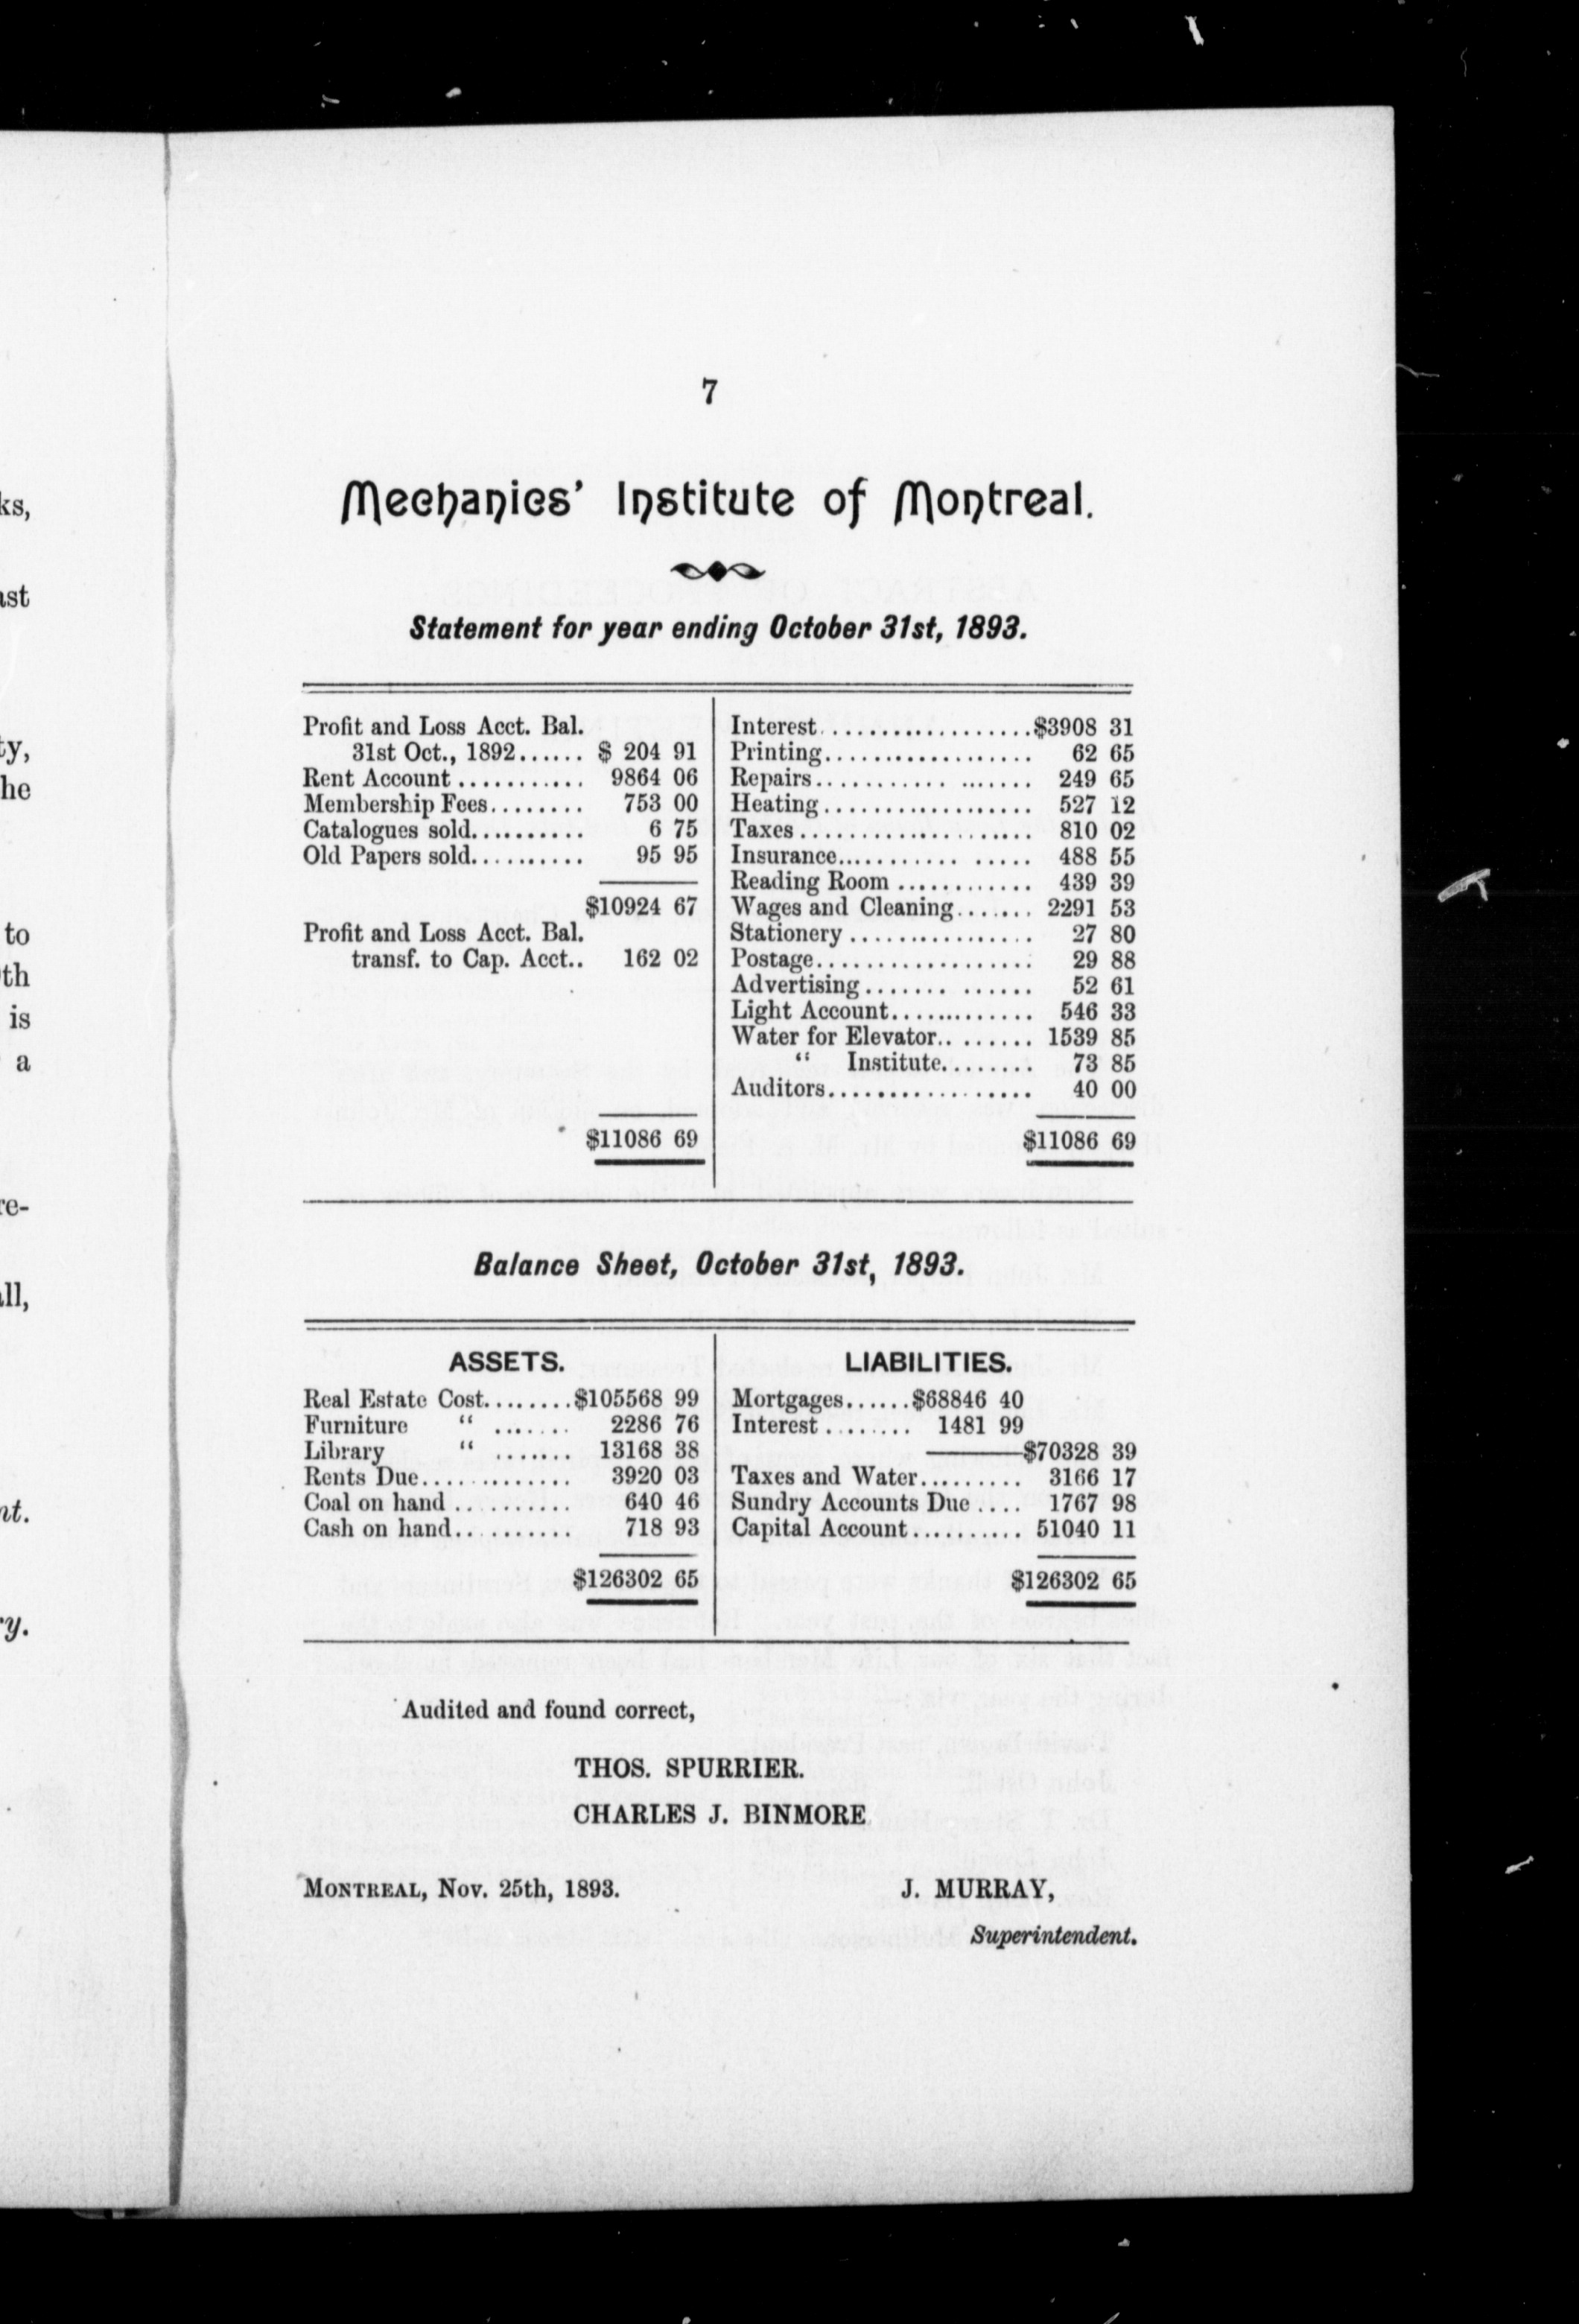 7
Mechanics' Institute of Montreal.
Statement for year ending October 31st, 1893.
Profit and Loss Acct. Bal.
31st Oct., 1892...... $ 204 91
Rent Account ........... 9864 06
Membership Fees........ 753 00
Catalogues sold.......... 6 75
Old Papers sold.......... 95 95
$10924 67
Profit and Loss Acct. Bal.
transf. to Cap. Acct.. 162 02
$11086 69
Interest..................$3908 31
Printing.................. 62 65
Repairs........... ....... 249 65
Heating.................. 527 12
Taxes.................... 810 02
Insurance........... ..... 488 55
Reading Room ............ 439 39
Wages and Cleaning....... 2291 53
Stationery ................ 27 80
Postage................... 29 88
Advertising....... ...... 52 61
Light Account............. 546 33
Water for Elevator.. ....... 1539 85
“ Institute........ 73 85
Auditors................. 40 00
$11086 69
Balance Sheet, October 31st, 1893.
ASSETS.
Real Estate Cost........$105568 99
Furniture “ ....... 2286 76
Library “ ....... 13168 38
Rents Due............. 3920 03
Coal on hand .......... 640 46
Cash on hand.......... 718 93
$126302 65
LIABILITIES.
Mortgages......$68846 40
Interest........ 1481 99
$70328 39
Taxes and Water......... 3166 17
Sundry Accounts Due .... 1767 98
Capital Account.......... 51040 11
$126302 65
Audited and found correct,
THOS. SPURRIER.
CHARLES J. BINMORE
MONTREAL, Nov. 25th, 1893.
J. MURRAY,
Superintendent.